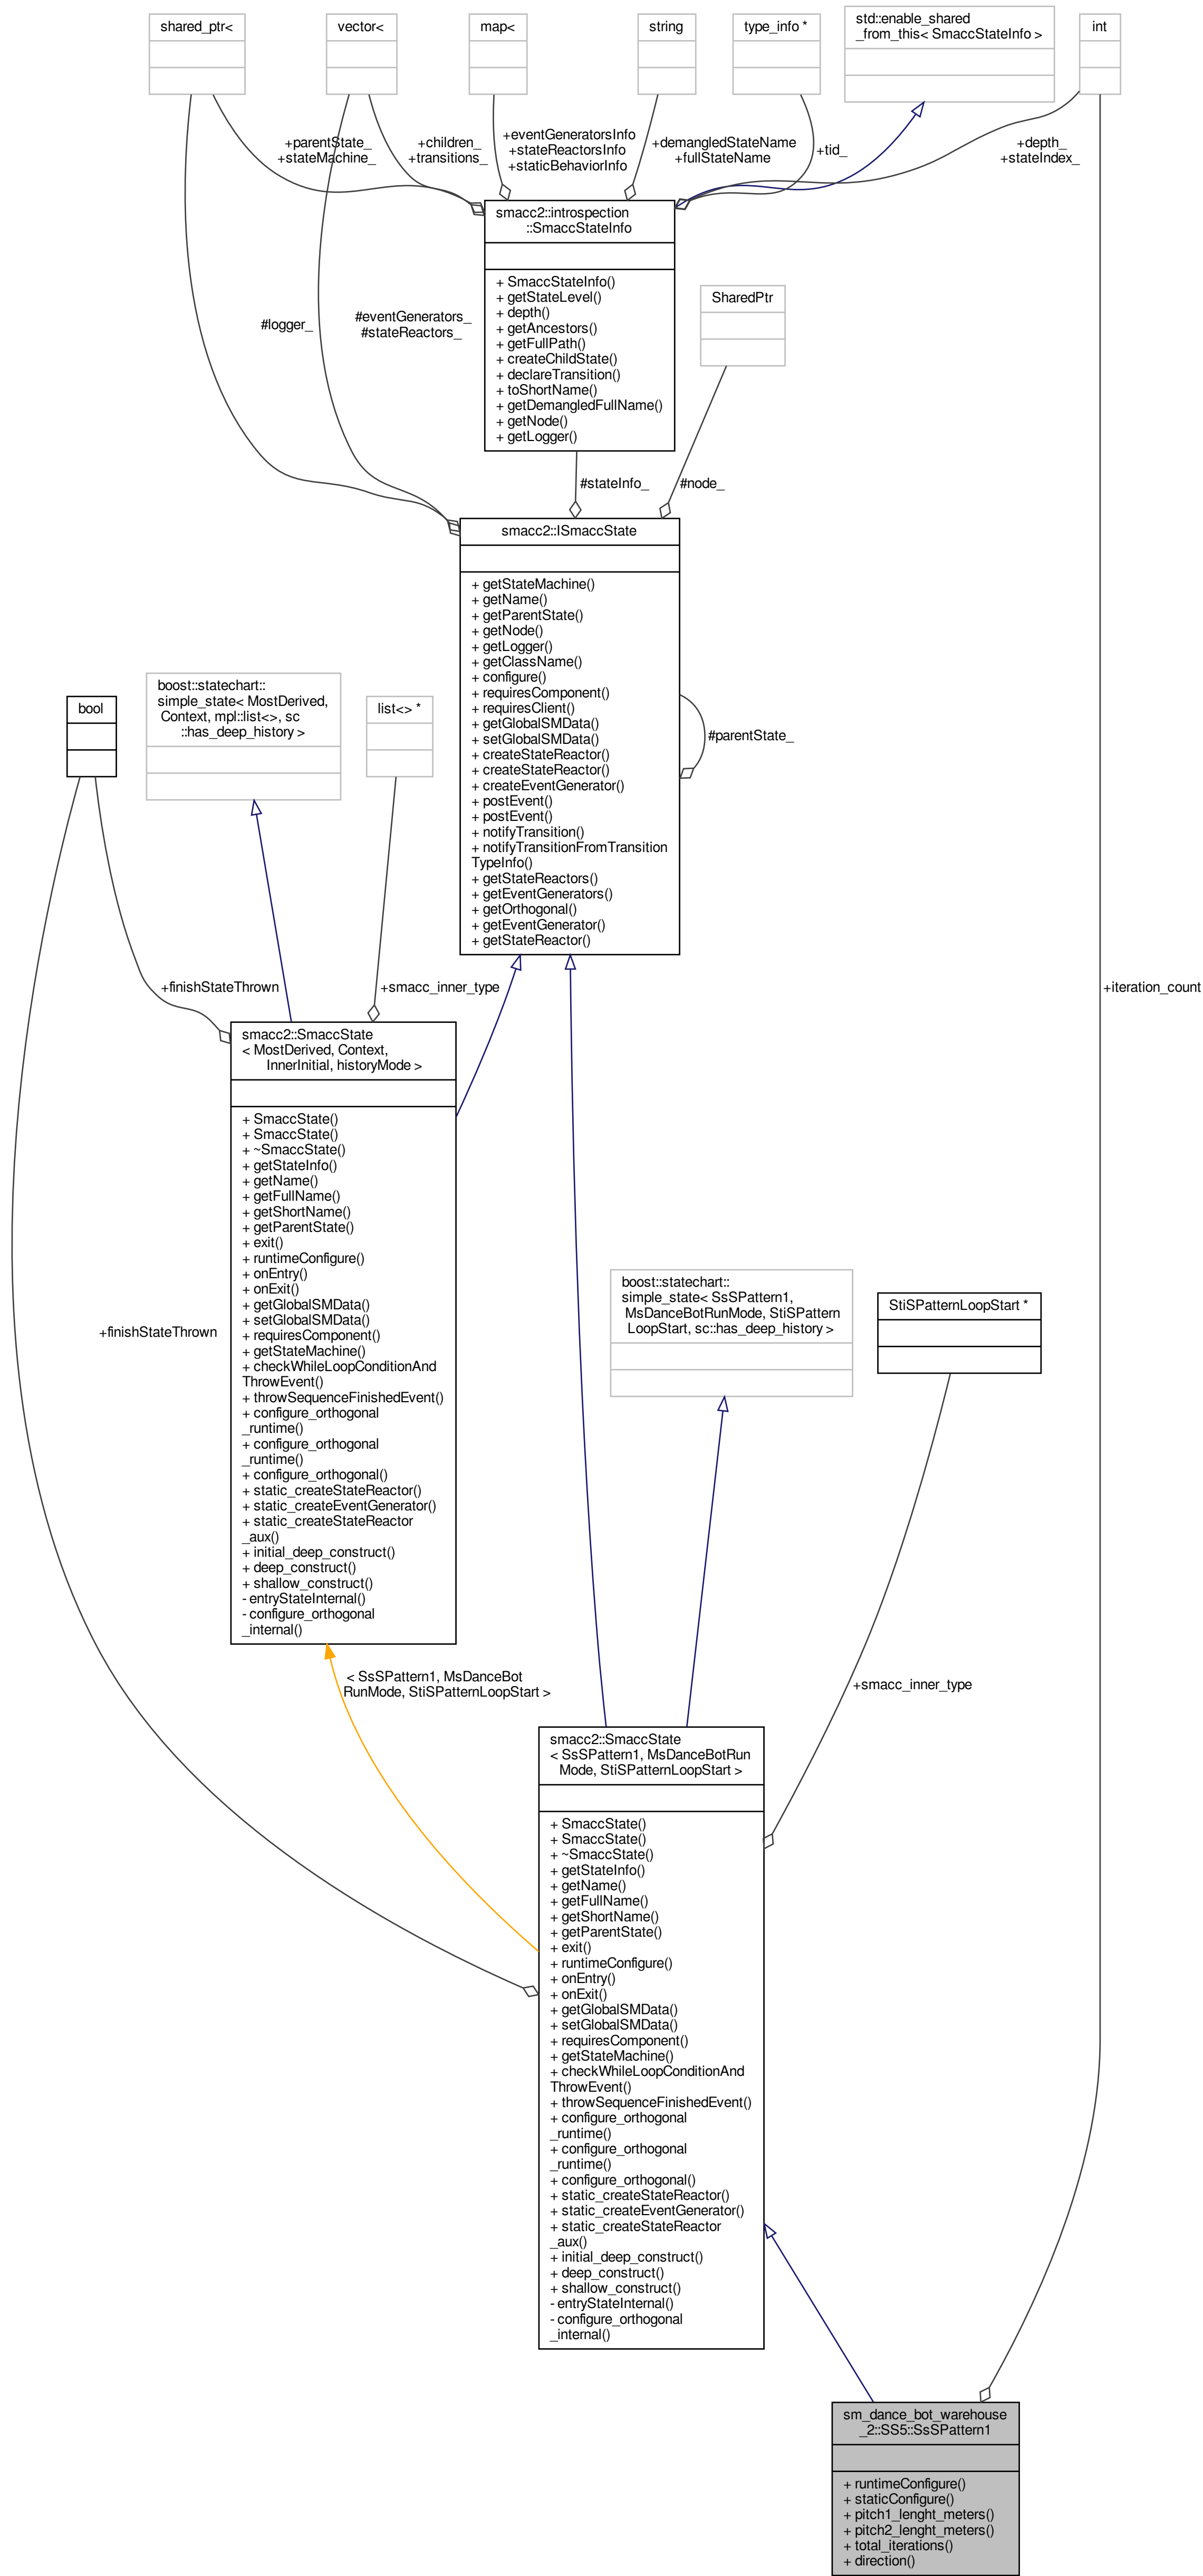 shared_ptr<
vector<
map<
string
type_info *
std::enable_shared
_from_this< SmaccStateInfo >
int
+parentState_
+stateMachine_
+children_
+transitions_
+eventGeneratorsInfo
+stateReactorsInfo
+staticBehaviorInfo
+demangledStateName
+fullStateName
+tid_
+depth_
+stateIndex_
smacc2::introspection
::SmaccStateInfo
+ SmaccStateInfo()
+ getStateLevel()
+ depth()
+ getAncestors()
+ getFullPath()
+ createChildState()
+ declareTransition()
+ toShortName()
+ getDemangledFullName()
+ getNode()
+ getLogger()
SharedPtr
#logger_
#eventGenerators_
#stateReactors_
#stateInfo_
#node_
smacc2::ISmaccState
+ getStateMachine()
+ getName()
+ getParentState()
+ getNode()
+ getLogger()
+ getClassName()
+ configure()
+ requiresComponent()
+ requiresClient()
+ getGlobalSMData()
+ setGlobalSMData()
+ createStateReactor()
+ createStateReactor()
+ createEventGenerator()
+ postEvent()
+ postEvent()
+ notifyTransition()
+ notifyTransitionFromTransition
TypeInfo()
+ getStateReactors()
+ getEventGenerators()
+ getOrthogonal()
+ getEventGenerator()
+ getStateReactor()
#parentState_
bool
boost::statechart::
simple_state< MostDerived,
Context, mpl::list<>, sc
::has_deep_history >
list<> *
+finishStateThrown
+smacc_inner_type
+iteration_count
smacc2::SmaccState
< MostDerived, Context,
InnerInitial, historyMode >
+ SmaccState()
+ SmaccState()
+ ~SmaccState()
+ getStateInfo()
+ getName()
+ getFullName()
+ getShortName()
+ getParentState()
+ exit()
+ runtimeConfigure()
+ onEntry()
+ onExit()
+ getGlobalSMData()
+ setGlobalSMData()
+ requiresComponent()
+ getStateMachine()
+ checkWhileLoopConditionAnd
ThrowEvent()
+ throwSequenceFinishedEvent()
+ configure_orthogonal
_runtime()
+ configure_orthogonal
_runtime()
+ configure_orthogonal()
+ static_createStateReactor()
+ static_createEventGenerator()
+ static_createStateReactor
_aux()
+ initial_deep_construct()
+ deep_construct()
+ shallow_construct()
- entryStateInternal()
- configure_orthogonal
_internal()
+finishStateThrown
boost::statechart::
simple_state< SsSPattern1,
MsDanceBotRunMode, StiSPattern
LoopStart, sc::has_deep_history >
StiSPatternLoopStart *
< SsSPattern1, MsDanceBot
RunMode, StiSPatternLoopStart >
+smacc_inner_type
smacc2::SmaccState
< SsSPattern1, MsDanceBotRun
Mode, StiSPatternLoopStart >
+ SmaccState()
+ SmaccState()
+ ~SmaccState()
+ getStateInfo()
+ getName()
+ getFullName()
+ getShortName()
+ getParentState()
+ exit()
+ runtimeConfigure()
+ onEntry()
+ onExit()
+ getGlobalSMData()
+ setGlobalSMData()
+ requiresComponent()
+ getStateMachine()
+ checkWhileLoopConditionAnd
ThrowEvent()
+ throwSequenceFinishedEvent()
+ configure_orthogonal
_runtime()
+ configure_orthogonal
_runtime()
+ configure_orthogonal()
+ static_createStateReactor()
+ static_createEventGenerator()
+ static_createStateReactor
_aux()
+ initial_deep_construct()
+ deep_construct()
+ shallow_construct()
- entryStateInternal()
- configure_orthogonal
_internal()
sm_dance_bot_warehouse
_2::SS5::SsSPattern1
+ runtimeConfigure()
+ staticConfigure()
+ pitch1_lenght_meters()
+ pitch2_lenght_meters()
+ total_iterations()
+ direction()